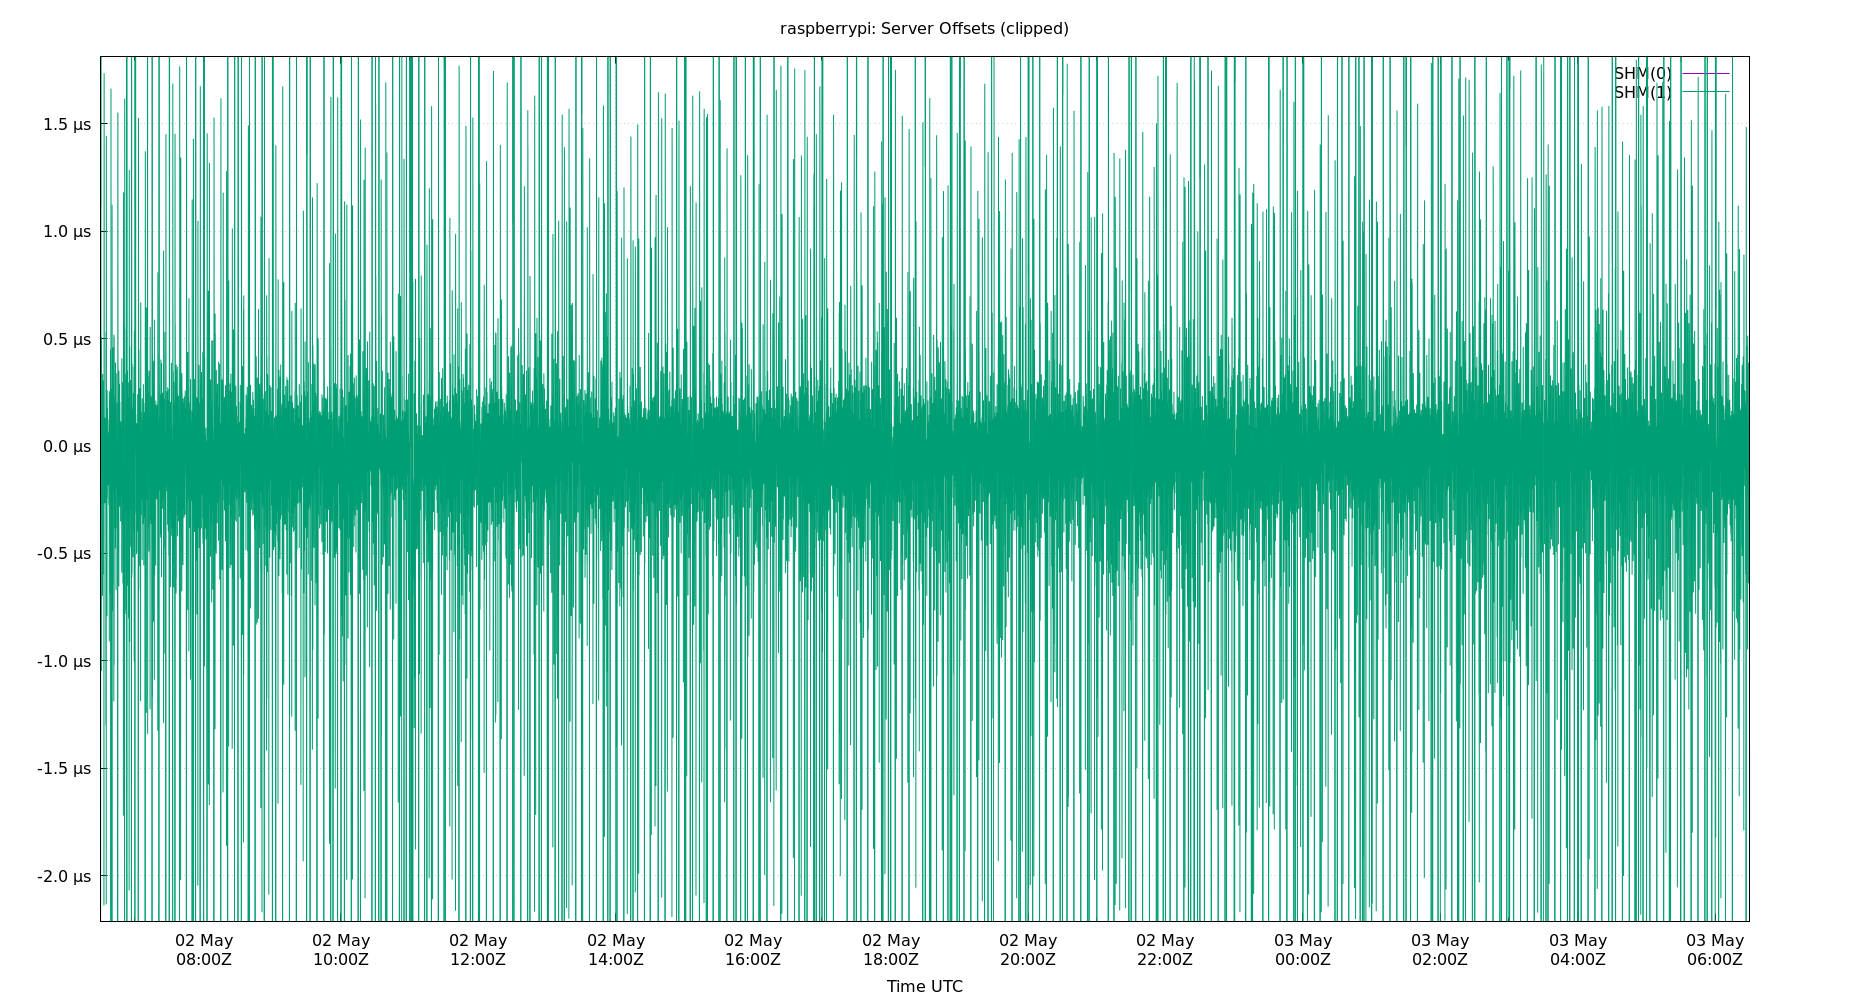 raspberrypi: Server Offsets (clipped)
SHM(0)
SHM(1)
1.5 µs
1.0 µs
0.5 µs
0.0 µs
-0.5 µs
-1.0 µs
-1.5 µs
-2.0 µs
02 May 02 May 02 May 02 May 02 May 02 May 02 May 02 May 03 May 03 May 03 May 03 May
08:00Z 10:00Z 12:00Z 14:00Z 16:00Z 18:00Z 20:00Z 22:00Z 00:00Z 02:00Z 04:00Z 06:00Z
Time UTC